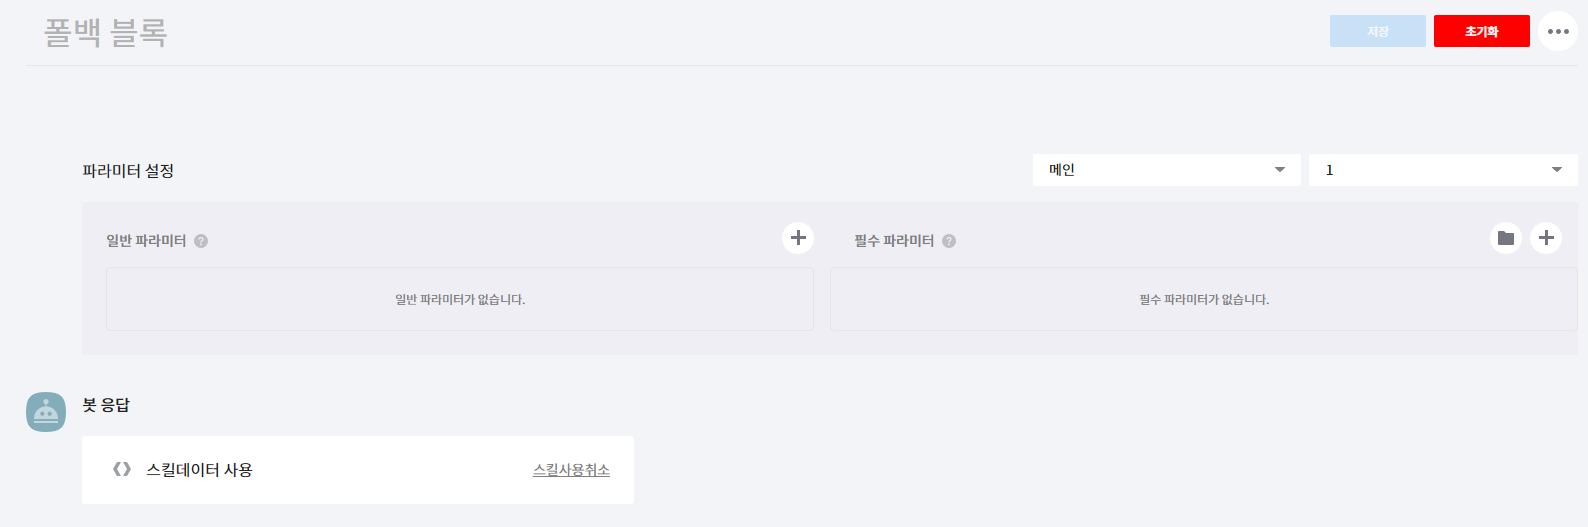 폴백 블록
저장
초기화
파라미터 설정
메인
1
일반 파라미터 ?
필수 파라미터 ?
일반 파라미터가 없습니다.
필수 파라미터가 없습니다.
봇 응답
스킬데이터 사용
스킬사용취소